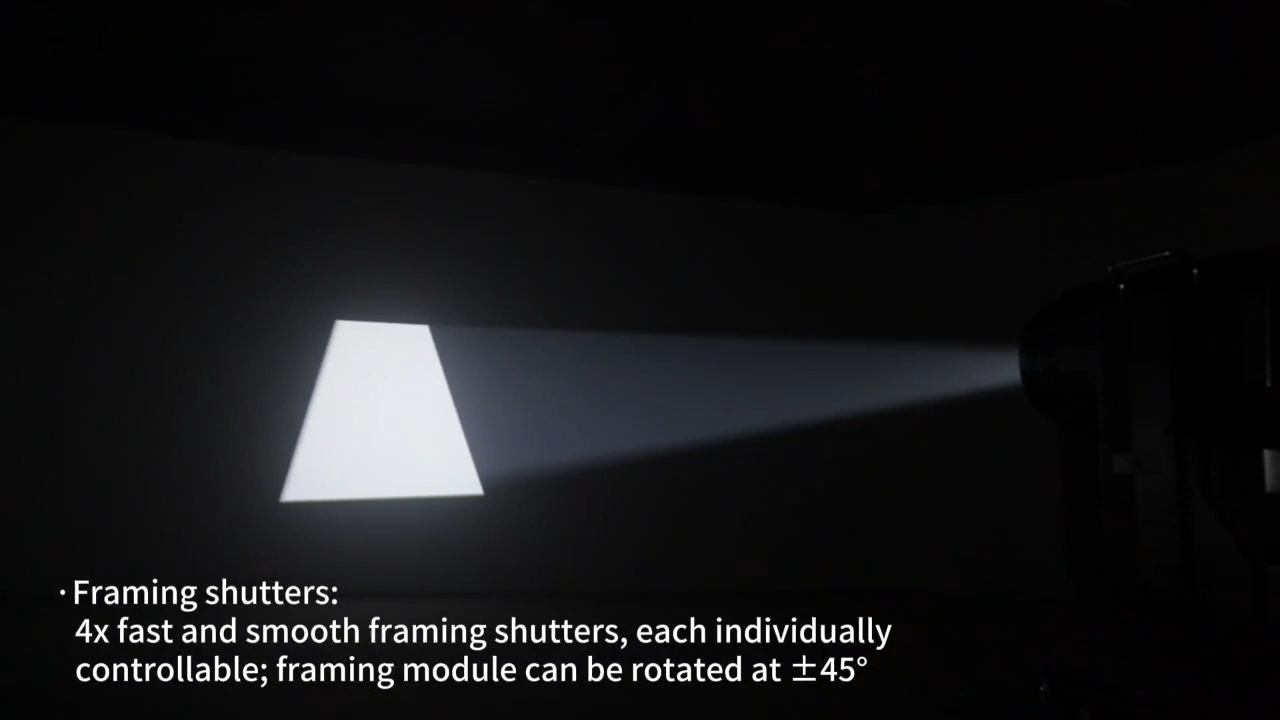 · Framing shutters:
4x fast and smooth framing shutters, each individually
controllable; framing module can be rotated at ±45°